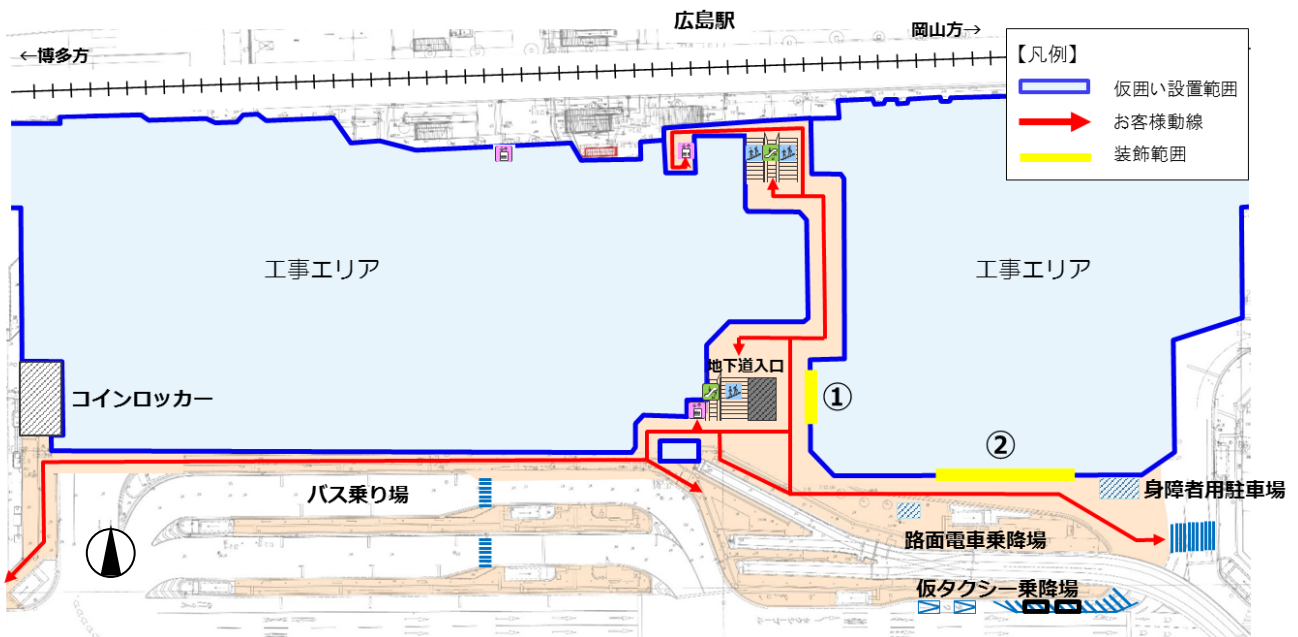 広島駅
←博多方
岡山方→
【凡例】
仮囲い設置範囲
お客様動線
装飾範囲
工事エリア
工事エリア
地下道入口
コインロッカー
①
②
バス乗り場
身障者用駐車場
路面電車乗降場
仮タクシー乗降場